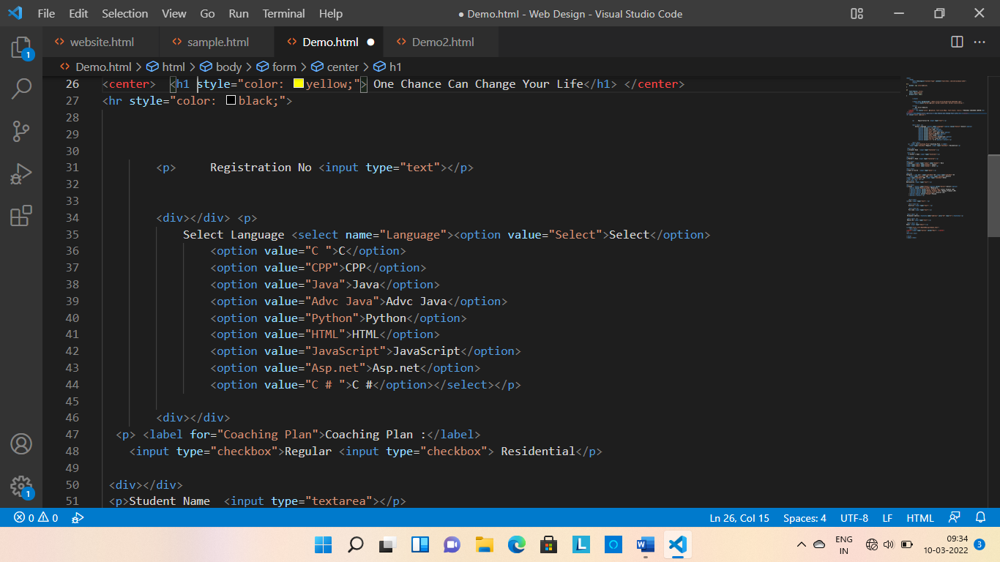 File Edit Selection View Go Run Terminal Help ● Demo.html - Web Design - Visual Studio Code
website.html sample.html Demo.html Demo2.html
Demo.html > html > body > form > center > h1
26 <center> <h1 style="color: yellow;"> One Chance Can Change Your Life</h1> </center>
27 <hr style="color: black;">
28
29
30
31 <p> Registration No <input type="text"></p>
32
33
34 <div></div> <p>
35 Select Language <select name="Language"><option value="Select">Select</option>
36 <option value="C ">C</option>
37 <option value="CPP">CPP</option>
38 <option value="Java">Java</option>
39 <option value="Advc Java">Advc Java</option>
40 <option value="Python">Python</option>
41 <option value="HTML">HTML</option>
42 <option value="JavaScript">JavaScript</option>
43 <option value="Asp.net">Asp.net</option>
44 <option value="C # ">C #</option></select></p>
45
46 <div></div>
47 <p> <label for="Coaching Plan">Coaching Plan :</label>
48 <input type="checkbox">Regular <input type="checkbox"> Residential</p>
49
50 <div></div>
51 <p>Student Name <input type="textarea"></p>
1
1
0 0 Ln 26, Col 15 Spaces: 4 UTF-8 LF HTML
L O W
ENG
IN
09:34
10-03-2022
3